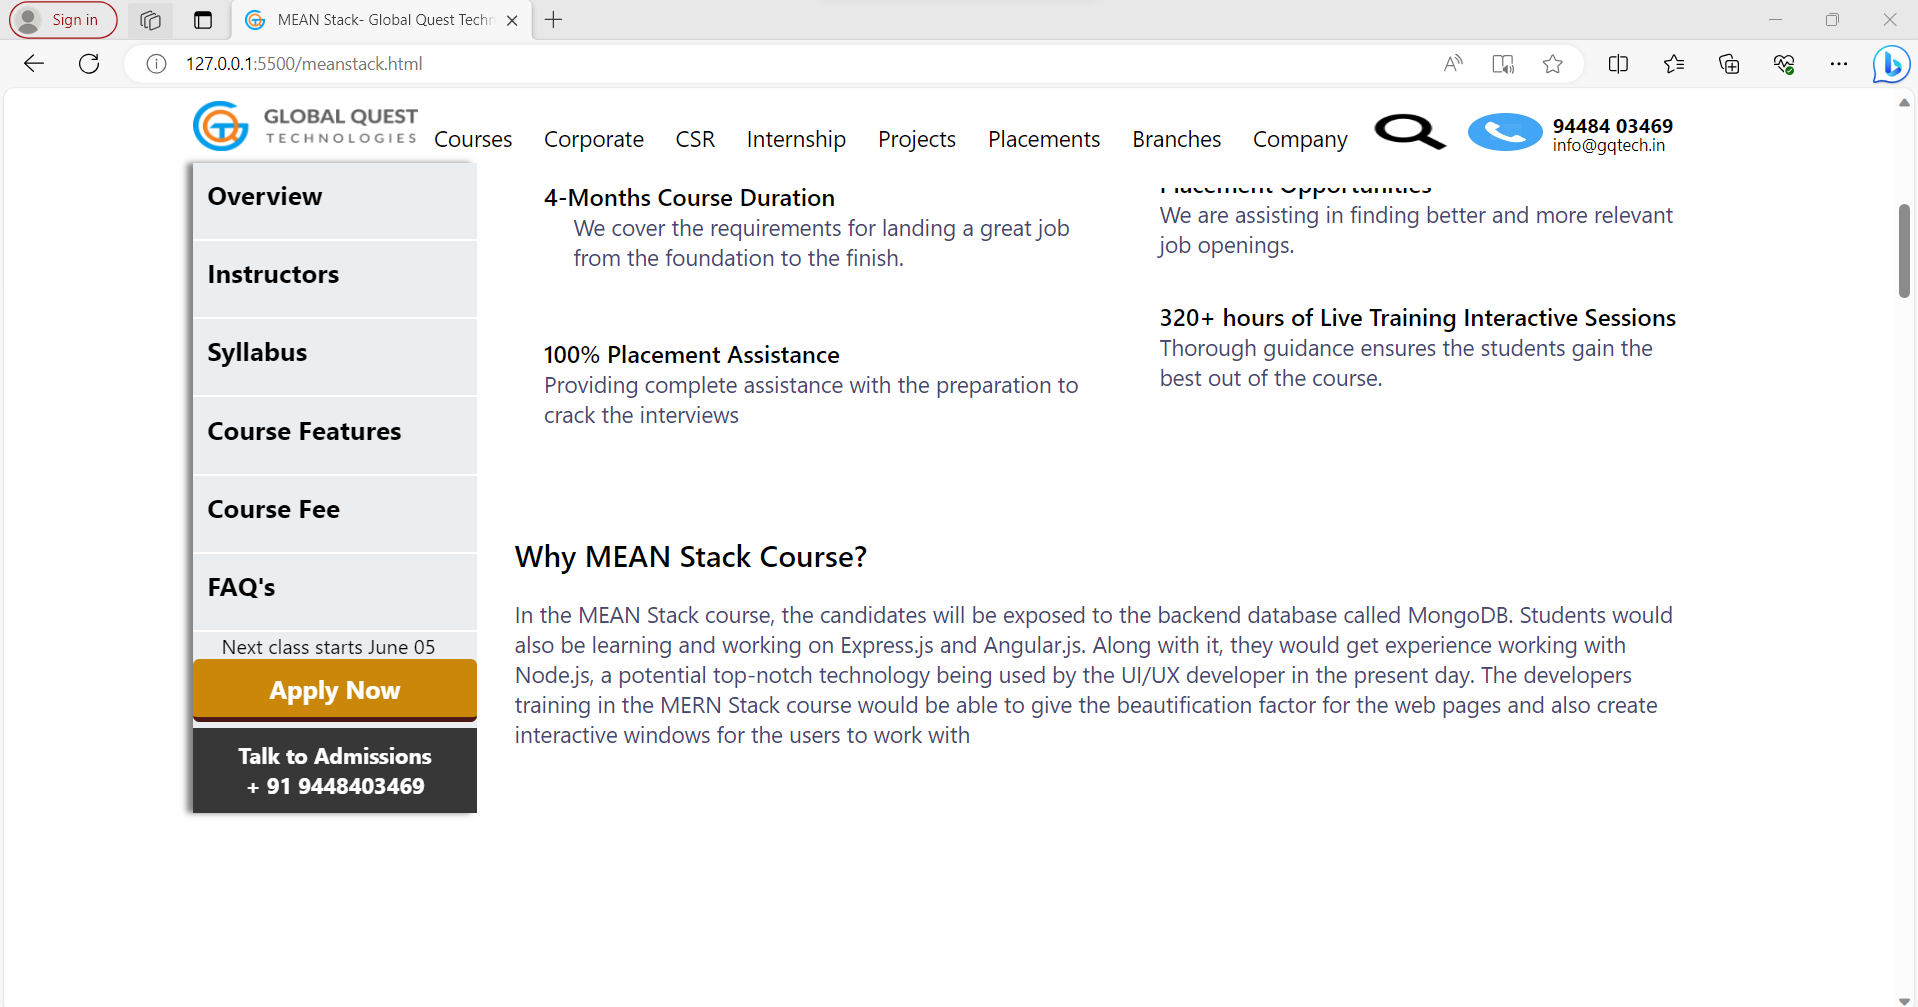 Sign in
MEAN Stack- Global Quest Techn
127.0.0.1:5500/meanstack.html
GLOBAL QUEST
TECHNOLOGIES
Courses Corporate CSR Internship Projects Placements Branches Company
94484 03469
info@gqtech.in
Overview
Instructors
Syllabus
Course Features
Course Fee
FAQ's
Next class starts June 05
Apply Now
Talk to Admissions
+ 91 9448403469
4-Months Course Duration
We cover the requirements for landing a great job
from the foundation to the finish.
Placement Opportunities
We are assisting in finding better and more relevant
job openings.
100% Placement Assistance
Providing complete assistance with the preparation to
crack the interviews
320+ hours of Live Training Interactive Sessions
Thorough guidance ensures the students gain the
best out of the course.
Why MEAN Stack Course?
In the MEAN Stack course, the candidates will be exposed to the backend database called MongoDB. Students would
also be learning and working on Express.js and Angular.js. Along with it, they would get experience working with
Node.js, a potential top-notch technology being used by the UI/UX developer in the present day. The developers
training in the MERN Stack course would be able to give the beautification factor for the web pages and also create
interactive windows for the users to work with